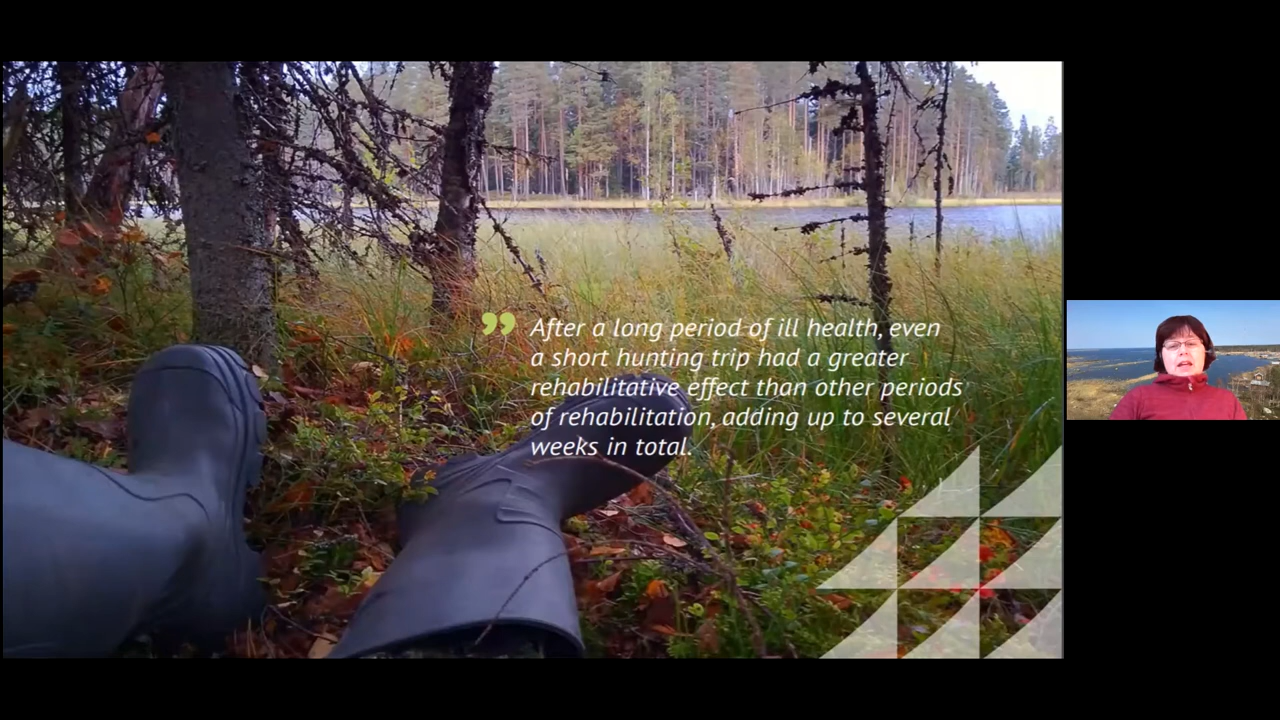 After a long period of ill health, even
a short hunting trip had a greater
rehabilitative effect than other periods
of rehabilitation, adding up to several
weeks in total.